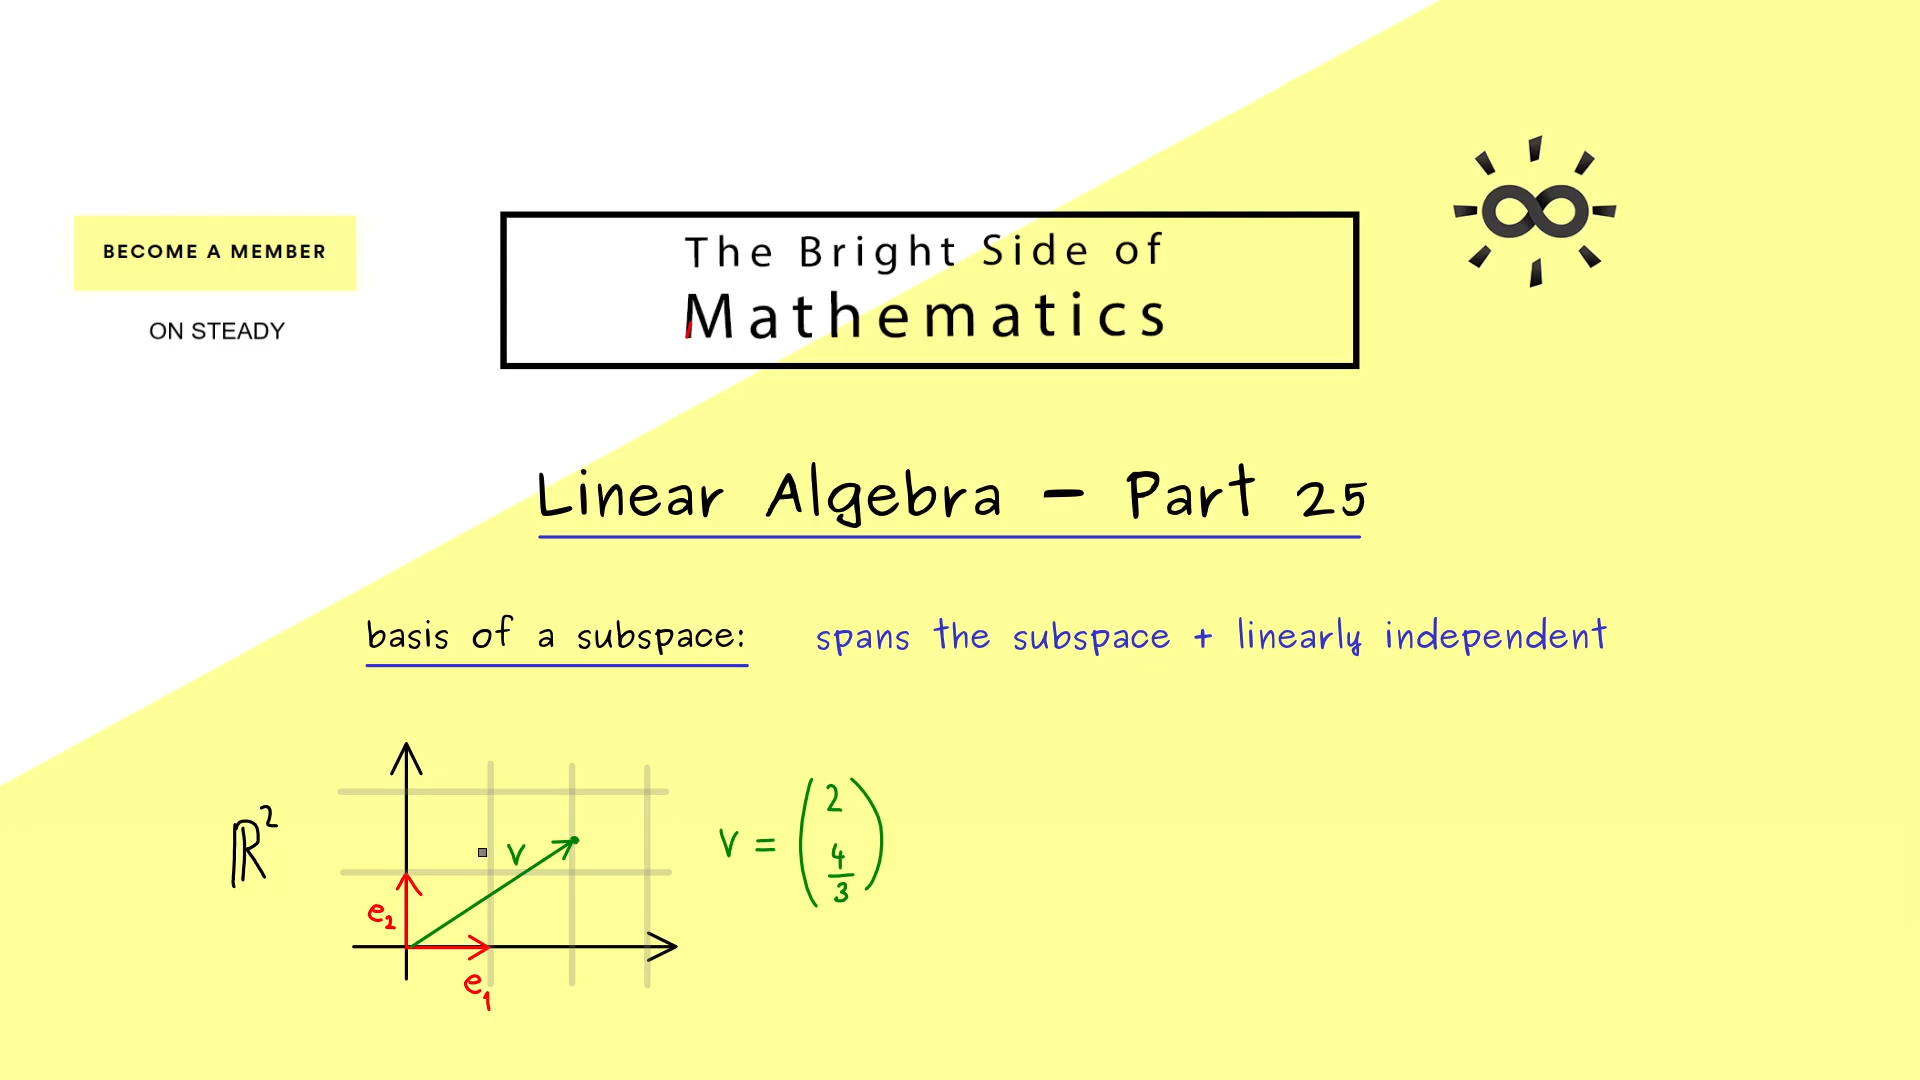 BECOME A MEMBER
ON STEADY
The Bright Side of
Mathematics
Linear Algebra – Part 25
basis of a subspace: spans the subspace + linearly independent
ℝ²
v
e₂
e₁
v = (2
4/3)